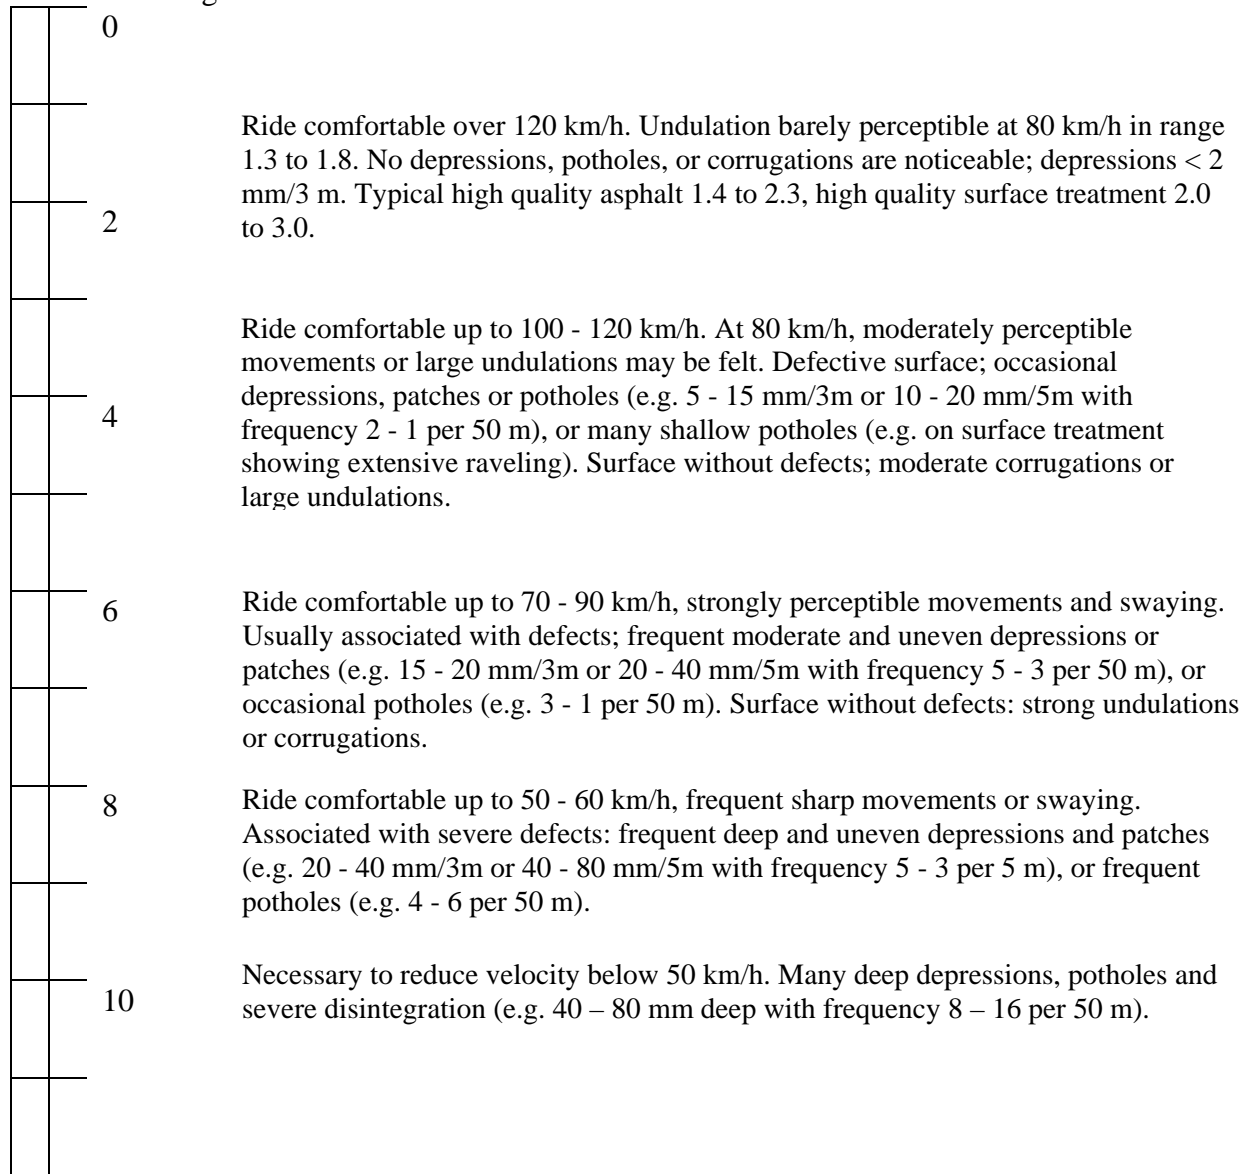 0
Ride comfortable over 120 km/h. Undulation barely perceptible at 80 km/h in range
1.3 to 1.8. No depressions, potholes, or corrugations are noticeable; depressions < 2
mm/3 m. Typical high quality asphalt 1.4 to 2.3, high quality surface treatment 2.0
to 3.0.
2
Ride comfortable up to 100 - 120 km/h. At 80 km/h, moderately perceptible
movements or large undulations may be felt. Defective surface; occasional
depressions, patches or potholes (e.g. 5 - 15 mm/3m or 10 - 20 mm/5m with
frequency 2 - 1 per 50 m), or many shallow potholes (e.g. on surface treatment
showing extensive raveling). Surface without defects; moderate corrugations or
large undulations.
4
6
Ride comfortable up to 70 - 90 km/h, strongly perceptible movements and swaying.
Usually associated with defects; frequent moderate and uneven depressions or
patches (e.g. 15 - 20 mm/3m or 20 - 40 mm/5m with frequency 5 - 3 per 50 m), or
occasional potholes (e.g. 3 - 1 per 50 m). Surface without defects: strong undulations
or corrugations.
8
Ride comfortable up to 50 - 60 km/h, frequent sharp movements or swaying.
Associated with severe defects: frequent deep and uneven depressions and patches
(e.g. 20 - 40 mm/3m or 40 - 80 mm/5m with frequency 5 - 3 per 5 m), or frequent
potholes (e.g. 4 - 6 per 50 m).
10
Necessary to reduce velocity below 50 km/h. Many deep depressions, potholes and
severe disintegration (e.g. 40 – 80 mm deep with frequency 8 – 16 per 50 m).